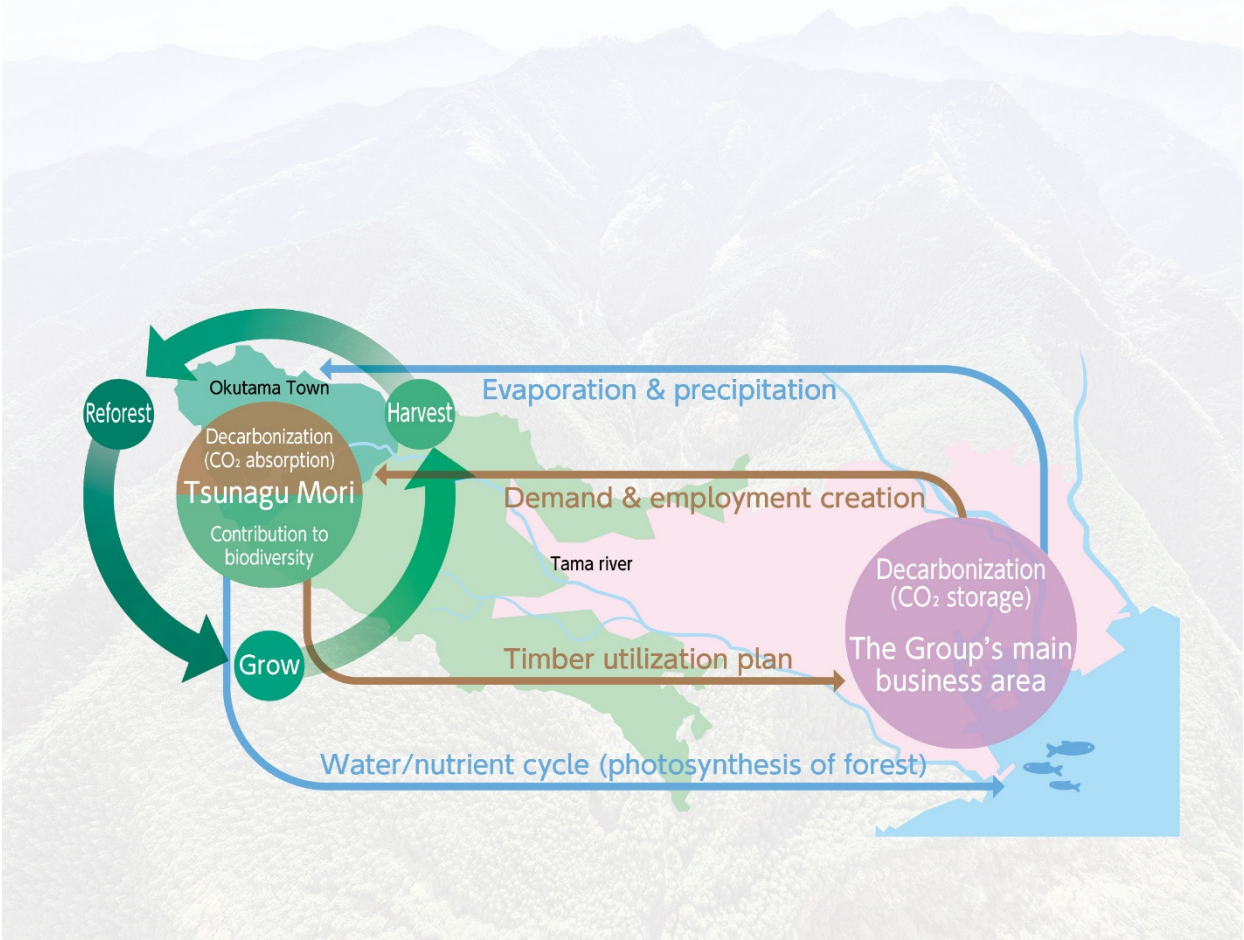 Okutama Town
Evaporation & precipitation
Reforest
Harvest
Decarbonization
(CO₂ absorption)
Tsunagu Mori
Contribution to
biodiversity
Demand & employment creation
Tama river
Decarbonization
(CO₂ storage)
The Group's main
business area
Grow
Timber utilization plan
Water/nutrient cycle (photosynthesis of forest)